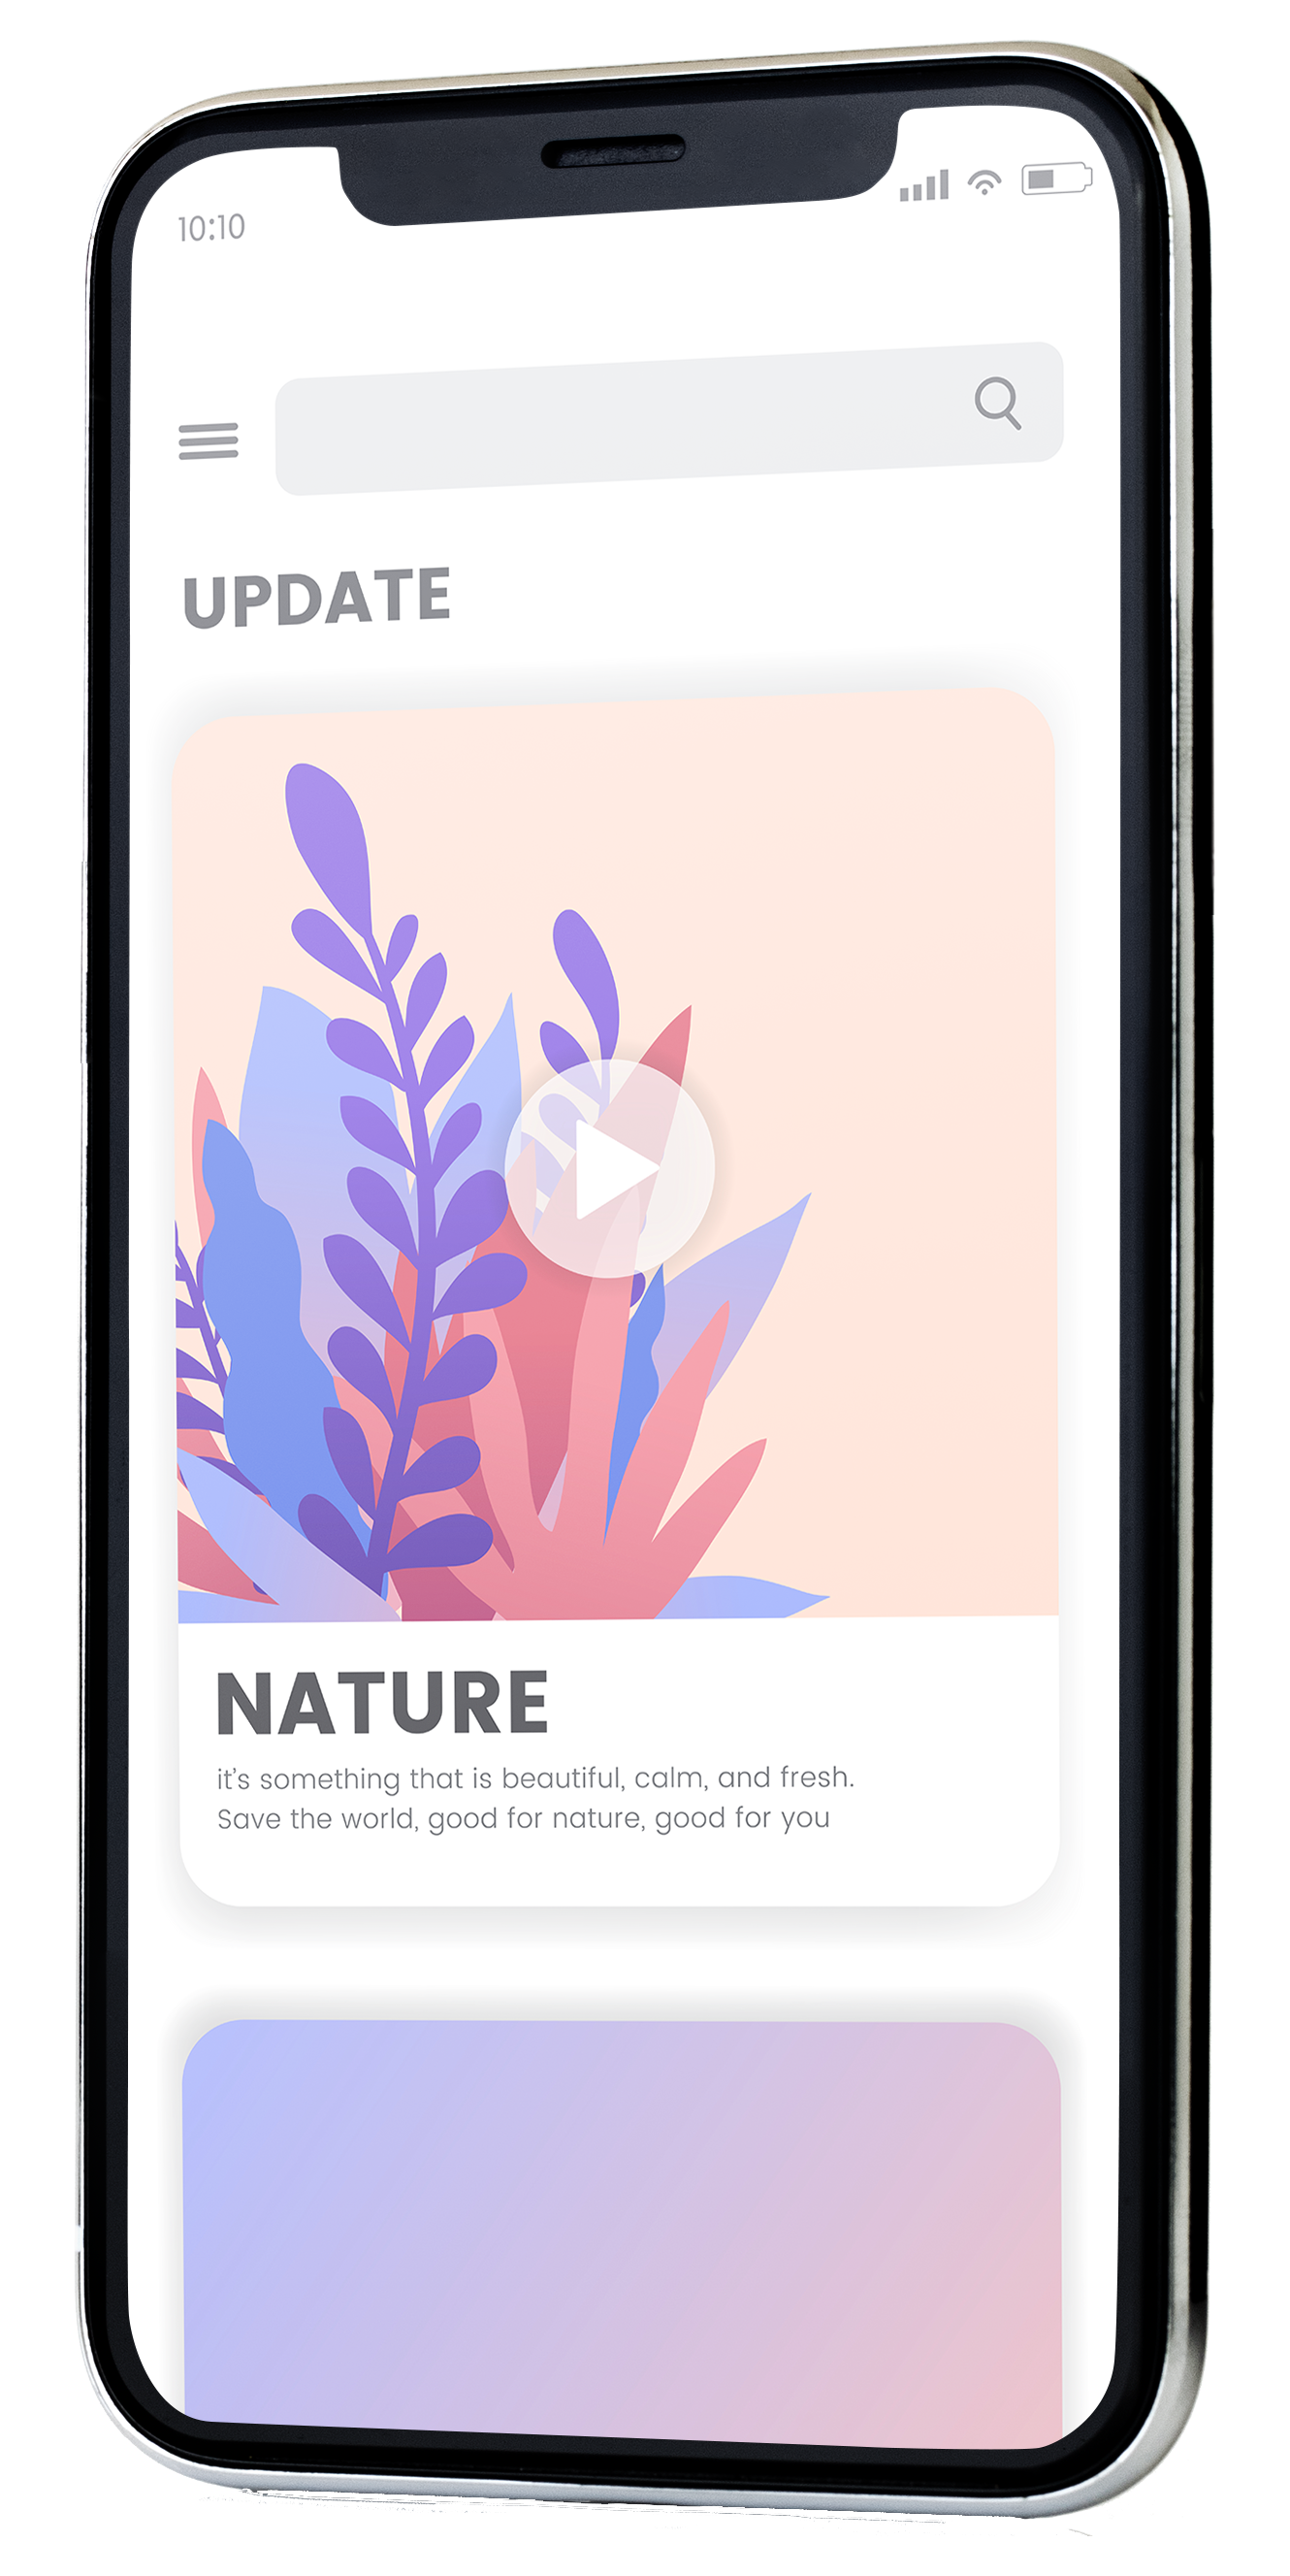 10:10
UPDATE
NATURE
it's something that is beautiful, calm, and fresh.
Save the world, good for nature, good for you